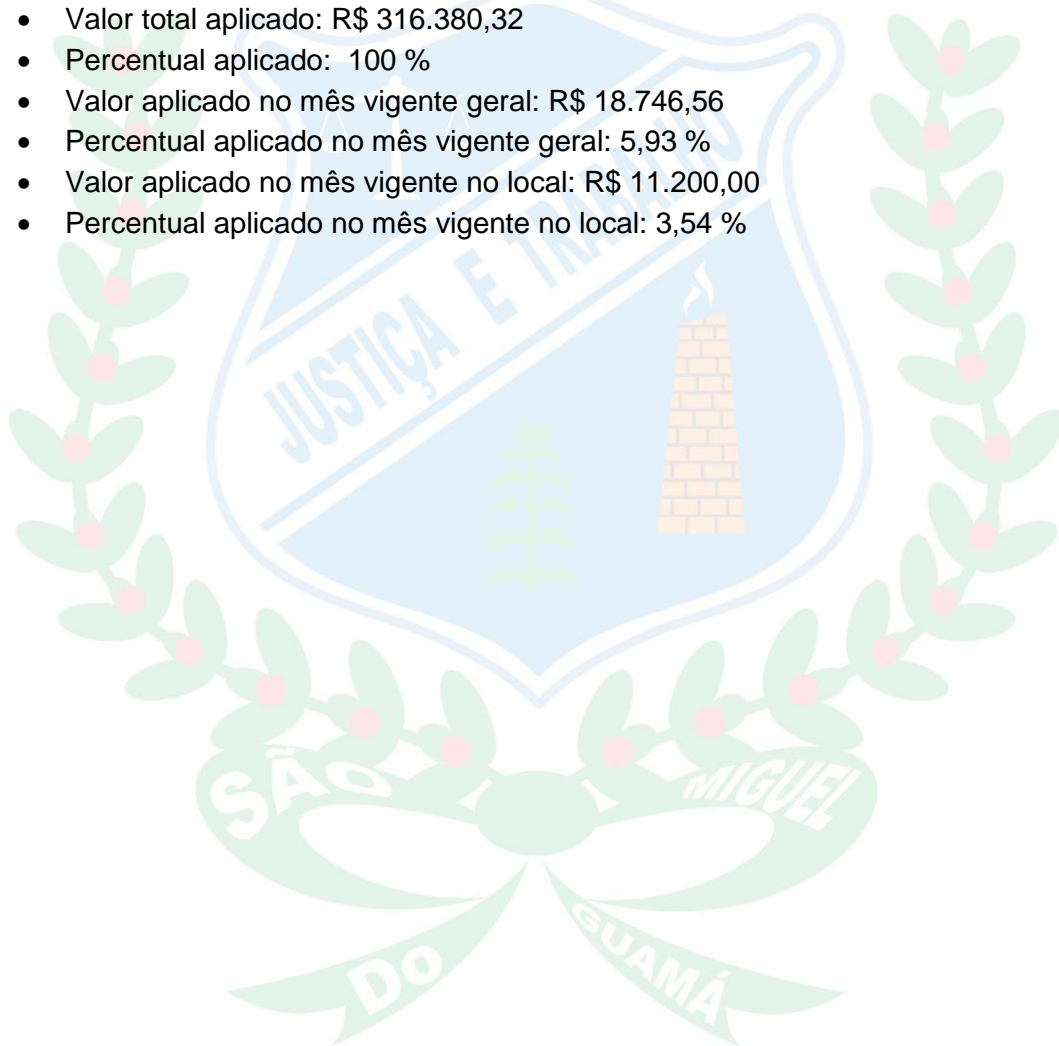 • Valor total aplicado: R$ 316.380,32
• Percentual aplicado: 100 %
• Valor aplicado no mês vigente geral: R$ 18.746,56
• Percentual aplicado no mês vigente geral: 5,93 %
• Valor aplicado no mês vigente no local: R$ 11.200,00
• Percentual aplicado no mês vigente no local: 3,54 %
JUSTIÇA E TRABALHO
SÃO MIGUEL
DO GUAMÁ